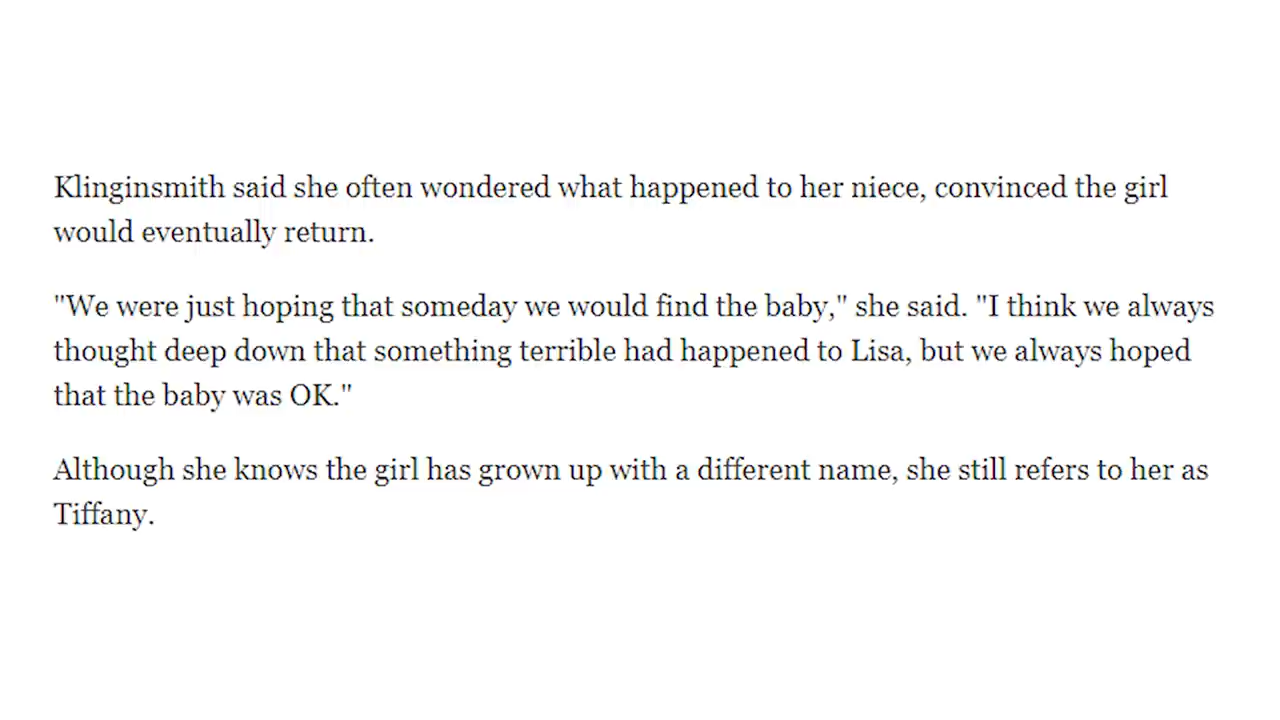 Klinginsmith said she often wondered what happened to her niece, convinced the girl
would eventually return.
"We were just hoping that someday we would find the baby," she said. "I think we always
thought deep down that something terrible had happened to Lisa, but we always hoped
that the baby was OK."
Although she knows the girl has grown up with a different name, she still refers to her as
Tiffany.